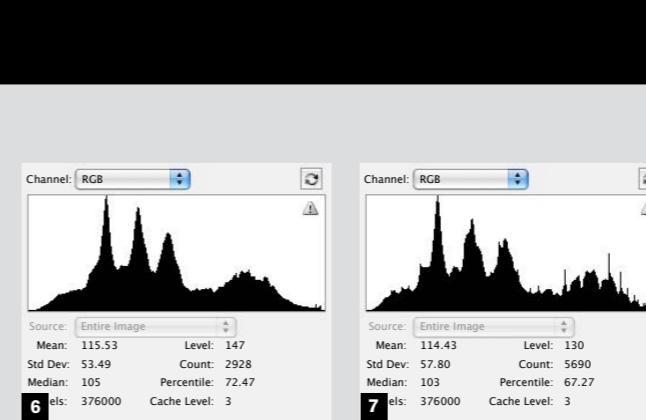 Channel: RGB
Source: Entire Image
Mean: 115.53 Level: 147
Std Dev: 53.49 Count: 2928
Median: 105 Percentile: 72.47
els: 376000 Cache Level: 3
6
Channel: RGB
Source: Entire Image
Mean: 114.43 Level: 130
Std Dev: 57.80 Count: 5690
Median: 103 Percentile: 67.27
els: 376000 Cache Level: 3
7